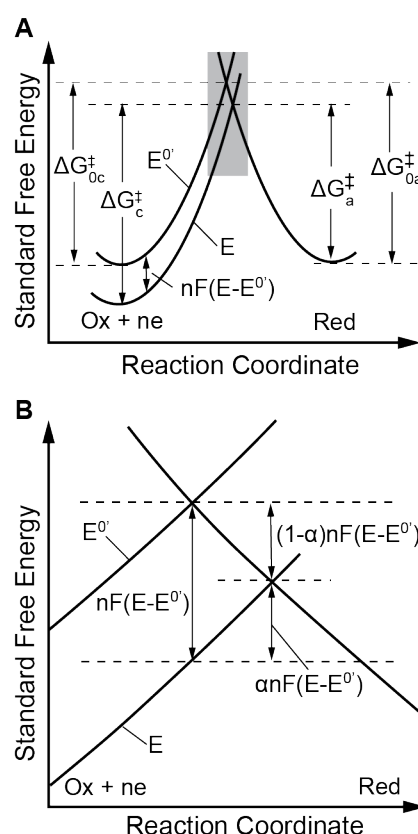 A
Standard Free Energy
ΔG‡0c
ΔG‡c
E0'
E
nF(E-E0')
ΔG‡a
ΔG‡0a
Ox + ne
Red
Reaction Coordinate
B
Standard Free Energy
E0'
nF(E-E0')
(1-α)nF(E-E0')
αnF(E-E0')
E
Ox + ne
Red
Reaction Coordinate